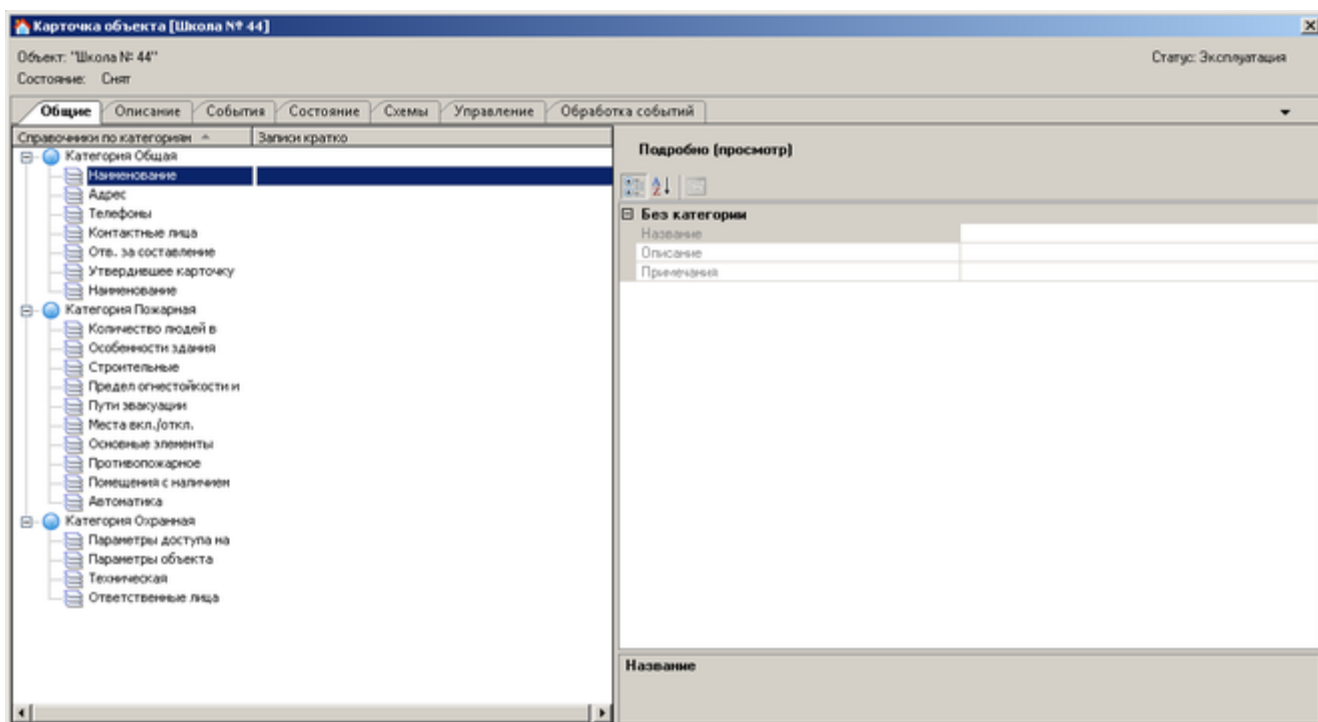 Карточка объекта [Школа № 44]
Объект: "Школа № 44"
Статус: Эксплуатация
Состояние: Снят
Общие Описание События Состояние Схемы Управление Обработка событий
Справочники по категориям Записи кратко
Категория Общая
Наименование
Адрес
Телефоны
Контактные лица
Отв. за составление
Утвердившее карточку
Наименование
Категория Пожарная
Количество людей в
Особенности здания
Строительные
Предел огнестойкости и
Пути эвакуации
Места вкл./откл.
Основные элементы
Противопожарное
Помещения с наличием
Автоматика
Категория Охранная
Параметры доступа на
Параметры объекта
Техническая
Ответственные лица
Подробно (просмотр)
Без категории
Название
Описание
Примечания
Название